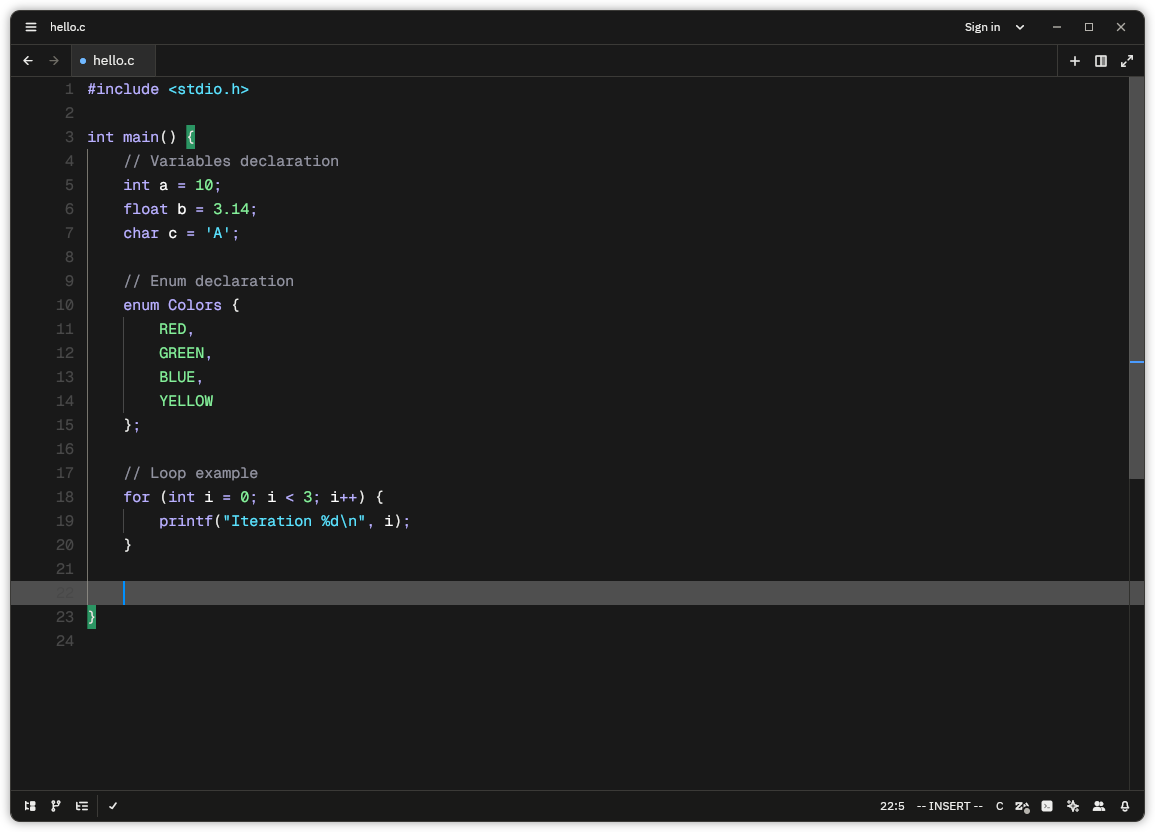 hello.c
Sign in
hello.c
1 #include <stdio.h>
2
3 int main() {
4     // Variables declaration
5     int a = 10;
6     float b = 3.14;
7     char c = 'A';
8
9     // Enum declaration
10     enum Colors {
11         RED,
12         GREEN,
13         BLUE,
14         YELLOW
15     };
16
17     // Loop example
18     for (int i = 0; i < 3; i++) {
19         printf("Iteration %d\n", i);
20     }
21
22
23 }
24
22:5 -- INSERT -- C